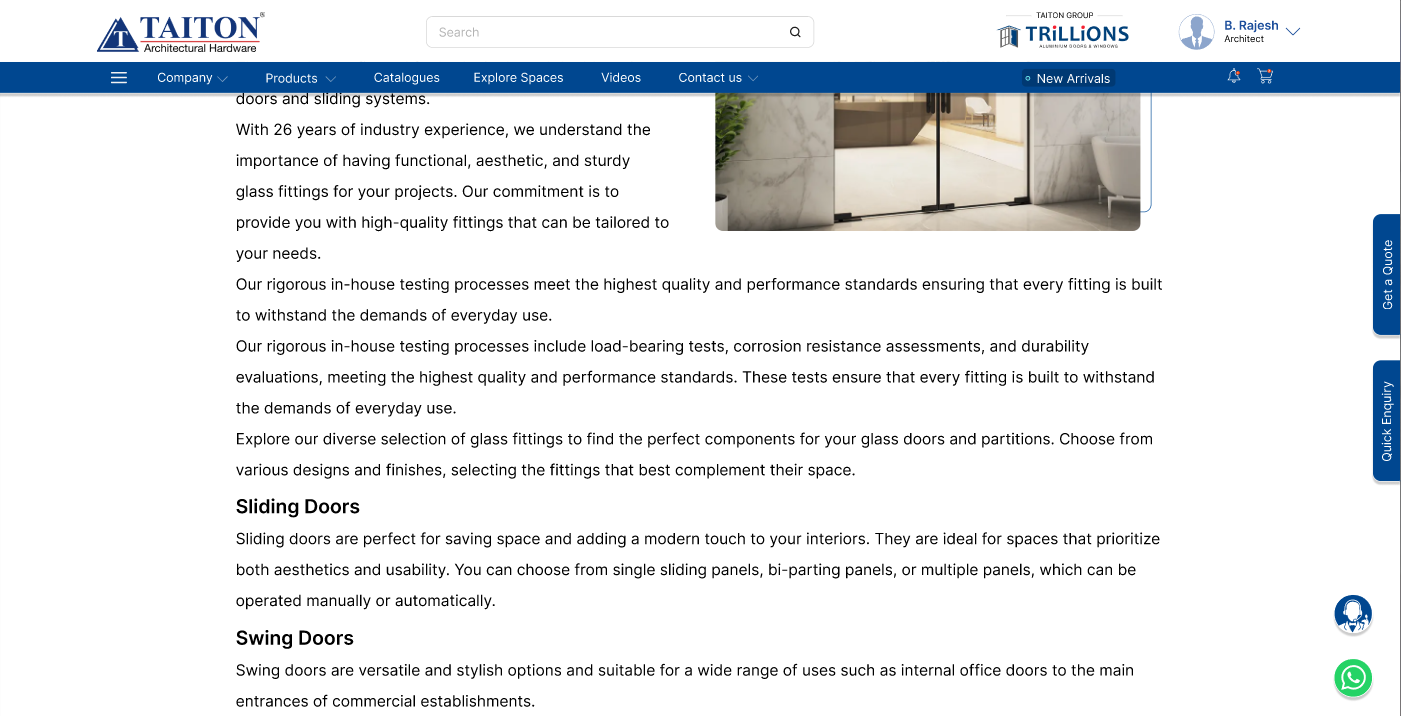 TAITON®
Architectural Hardware
Search
TAITON GROUP
TRiLLiONS
ALUMINIUM DOORS & WINDOWS
B. Rajesh
Architect
Company
Products
Catalogues
Explore Spaces
Videos
Contact us
New Arrivals
doors and sliding systems.
With 26 years of industry experience, we understand the
importance of having functional, aesthetic, and sturdy
glass fittings for your projects. Our commitment is to
provide you with high-quality fittings that can be tailored to
your needs.
Our rigorous in-house testing processes meet the highest quality and performance standards ensuring that every fitting is built
to withstand the demands of everyday use.
Our rigorous in-house testing processes include load-bearing tests, corrosion resistance assessments, and durability
evaluations, meeting the highest quality and performance standards. These tests ensure that every fitting is built to withstand
the demands of everyday use.
Explore our diverse selection of glass fittings to find the perfect components for your glass doors and partitions. Choose from
various designs and finishes, selecting the fittings that best complement their space.
Sliding Doors
Sliding doors are perfect for saving space and adding a modern touch to your interiors. They are ideal for spaces that prioritize
both aesthetics and usability. You can choose from single sliding panels, bi-parting panels, or multiple panels, which can be
operated manually or automatically.
Swing Doors
Swing doors are versatile and stylish options and suitable for a wide range of uses such as internal office doors to the main
entrances of commercial establishments.
Get a Quote
Quick Enquiry